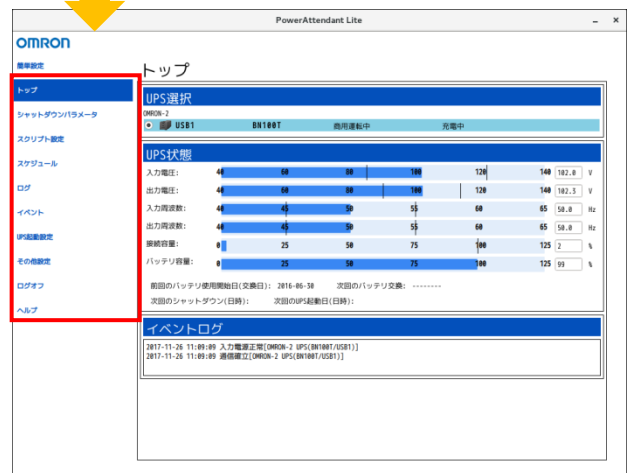 PowerAttendant Lite
OMRON
簡単設定
トップ
シャットダウンパラメータ
スクリプト設定
スケジュール
ログ
イベント
UPS起動設定
その他設定
ログオフ
ヘルプ
トップ
UPS選択
OMRON-2
USB1 BN100T 商用運転中 充電中
UPS状態
入力電圧: 40 60 80 100 120 140 102.0 V
出力電圧: 40 60 80 100 120 140 102.5 V
入力周波数: 40 45 50 55 60 65 50.0 Hz
出力周波数: 40 45 50 55 60 65 50.0 Hz
接続容量: 0 25 50 75 100 125 2 %
バッテリ容量: 0 25 50 75 100 125 99 %
前回のバッテリ使用開始日(交換日): 2016-06-30 次回のバッテリ交換: --------
次回のシャットダウン(日時): 次回のUPS起動日(日時):
イベントログ
2017-11-26 11:09:09 入力電源正常[OMRON-2 UPS(BN100T/USB1)]
2017-11-26 11:09:09 通信確立[OMRON-2 UPS(BN100T/USB1)]